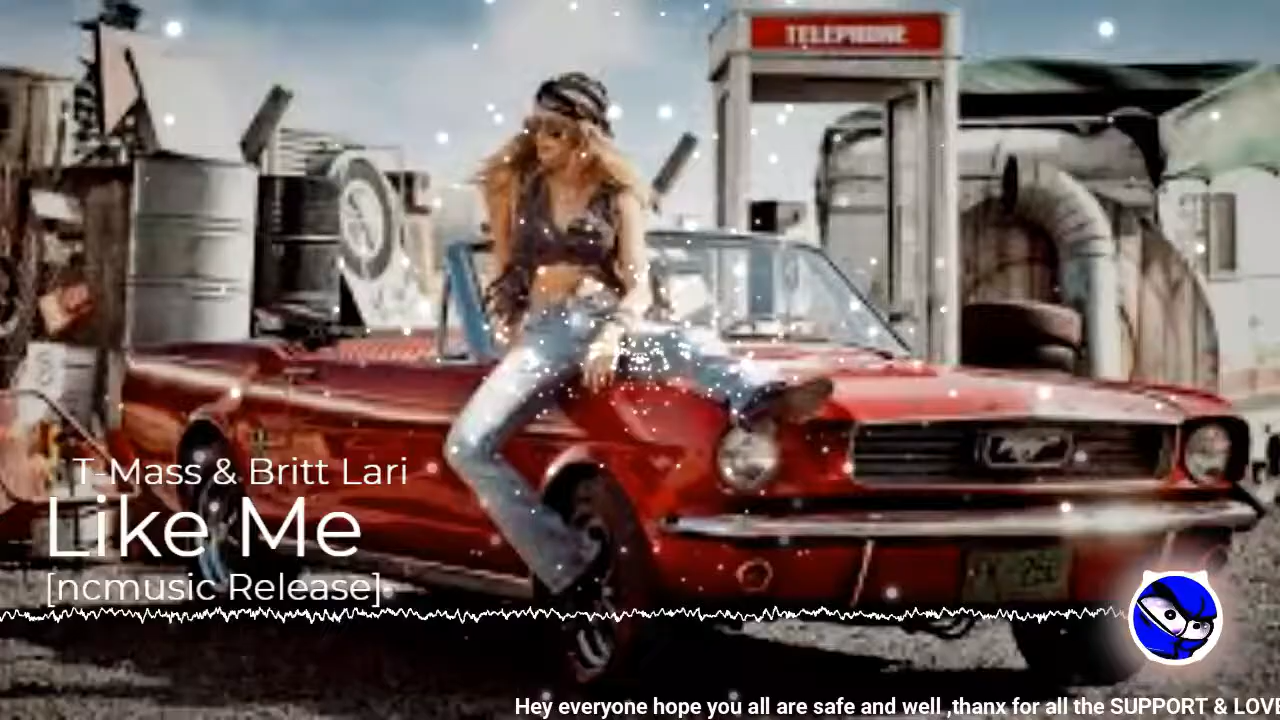 TELEPHONE
T-Mass & Britt Lari
Like Me
[ncmusic Release]
Hey everyone hope you all are safe and well ,thanx for all the SUPPORT & LOVE